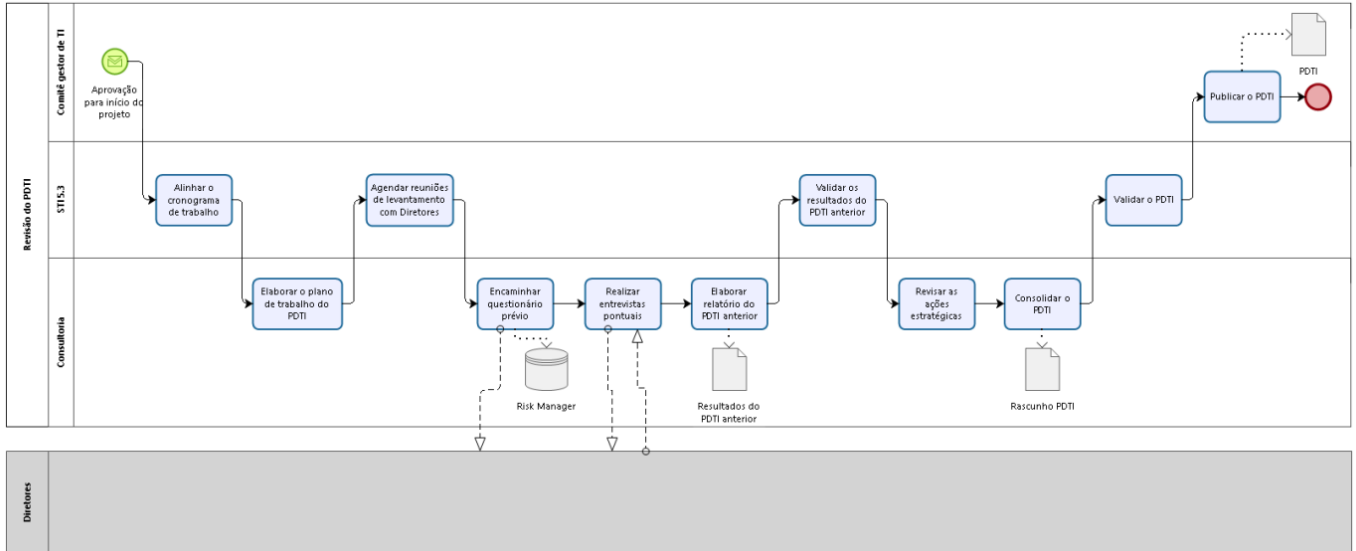 Revisão do PDTI
Comitê gestor de TI
Aprovação
para início do
projeto
Publicar o PDTI
PDTI
STI5.3
Alinhar o
cronograma
de trabalho
Agendar reuniões
de levantamento
com Diretores
Validar os
resultados do
PDTI anterior
Validar o PDTI
Consultoria
Elaborar o plano
de trabalho do
PDTI
Encaminhar
questionário
prévio
Realizar
entrevistas
pontuais
Elaborar
relatório do
PDTI anterior
Revisar as
ações
estratégicas
Consolidar o
PDTI
Risk Manager
Resultados do
PDTI anterior
Rascunho PDTI
Diretores